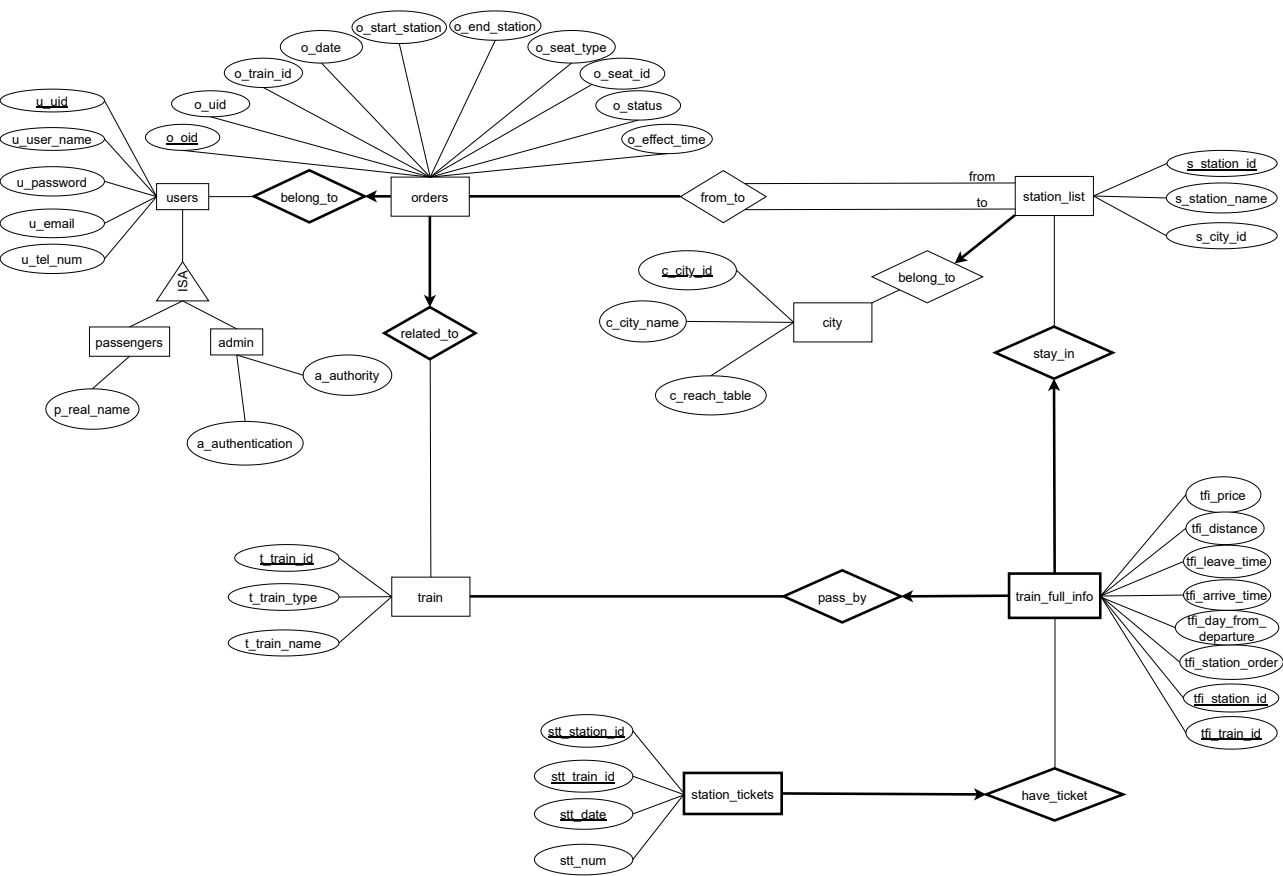 o_start_station
o_end_station
o_date
o_seat_type
o_train_id
o_seat_id
u_uid
o_uid
o_status
u_user_name
o_oid
o_effect_time
s_station_id
from
u_password
users
belong_to
orders
from_to
to
station_list
s_station_name
u_email
s_city_id
u_tel_num
ISA
c_city_id
belong_to
c_city_name
city
passengers
admin
related_to
stay_in
a_authority
c_reach_table
p_real_name
a_authentication
tfi_price
tfi_distance
t_train_id
tfi_leave_time
t_train_type
train
pass_by
train_full_info
tfi_arrive_time
tfi_day_from_
departure
t_train_name
tfi_station_order
tfi_station_id
stt_station_id
tfi_train_id
stt_train_id
station_tickets
have_ticket
stt_date
stt_num